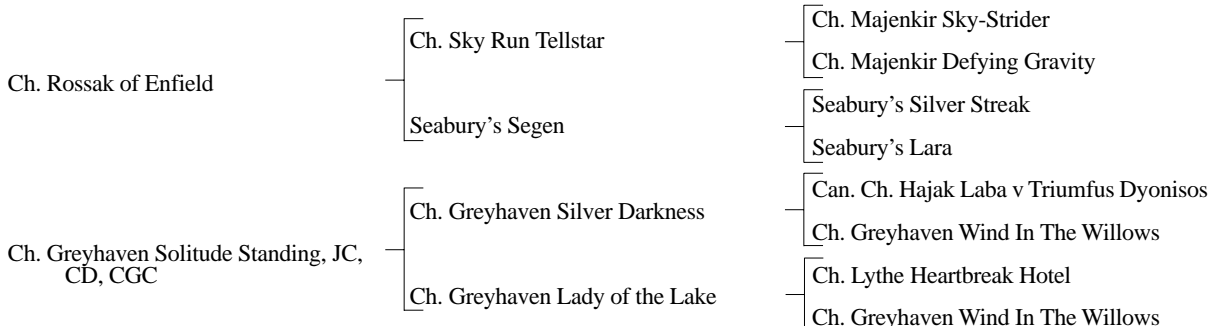 Ch. Rossak of Enfield
Ch. Sky Run Tellstar
Ch. Majenkir Sky-Strider
Ch. Majenkir Defying Gravity
Seabury’s Segen
Seabury’s Silver Streak
Seabury’s Lara
Ch. Greyhaven Solitude Standing, JC,
CD, CGC
Ch. Greyhaven Silver Darkness
Can. Ch. Hajak Laba v Triumfus Dyonisos
Ch. Greyhaven Wind In The Willows
Ch. Greyhaven Lady of the Lake
Ch. Lythe Heartbreak Hotel
Ch. Greyhaven Wind In The Willows